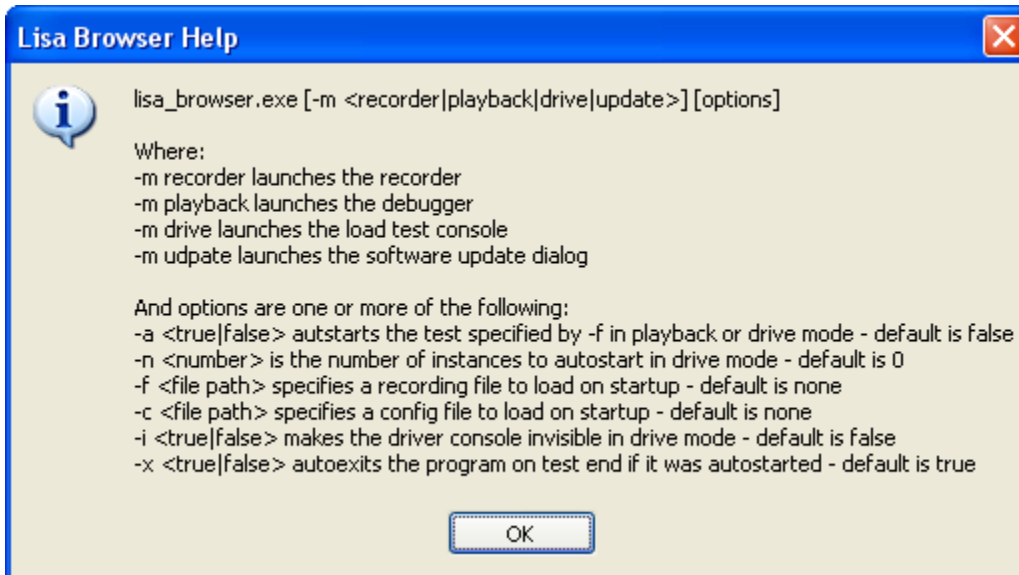 Lisa Browser Help
lisa_browser.exe [-m <recorder|playback|drive|update>] [options]
Where:
-m recorder launches the recorder
-m playback launches the debugger
-m drive launches the load test console
-m udpate launches the software update dialog
And options are one or more of the following:
-a <true|false> autstarts the test specified by -f in playback or drive mode - default is false
-n <number> is the number of instances to autostart in drive mode - default is 0
-f <file path> specifies a recording file to load on startup - default is none
-c <file path> specifies a config file to load on startup - default is none
-i <true|false> makes the driver console invisible in drive mode - default is false
-x <true|false> autoexits the program on test end if it was autostarted - default is true
OK